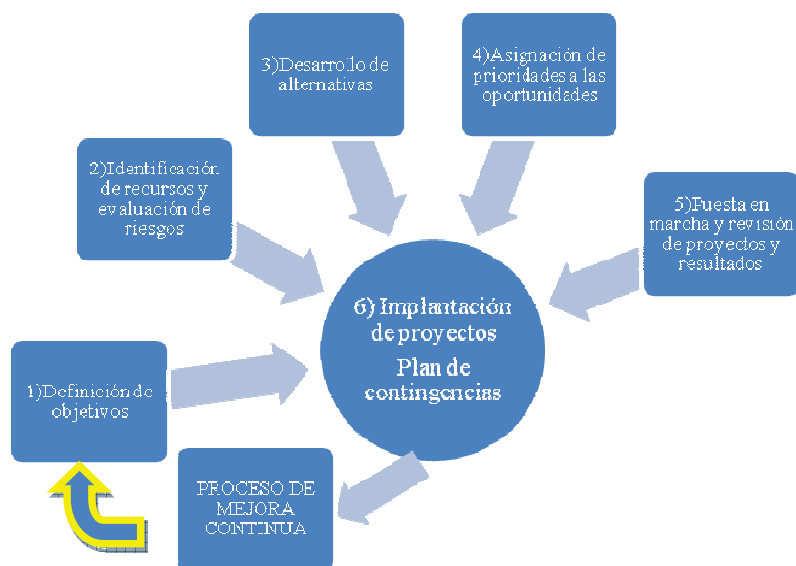 1)Definición de
objetivos
2)Identificación
de recursos y
evaluación de
riesgos
3)Desarrollo de
alternativas
4)Asignación de
prioridades a las
oportunidades
5)Fuesta en
marcha y revisión
de proyectos y
resultados
6) Implantación
de proyectos
Plan de
contingencias
PROCESO DE
MEJORA
CONTINUA